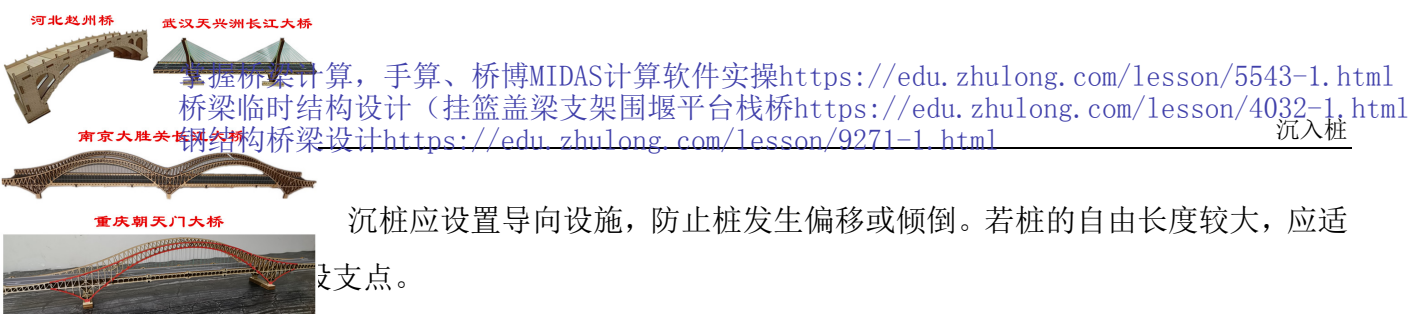 河北赵州桥
武汉天兴洲长江大桥
掌握桥梁计算，手算、桥博MIDAS计算软件实操https://edu.zhulong.com/lesson/5543-1.html
桥梁临时结构设计（挂篮盖梁支架围堰平台栈桥https://edu.zhulong.com/lesson/4032-1.html
南京大胜关长江大桥
钢结构桥梁设计https://edu.zhulong.com/lesson/9271-1.html
沉入桩
重庆朝天门大桥
沉桩应设置导向设施，防止桩发生偏移或倾倒。若桩的自由长度较大，应适
支点。